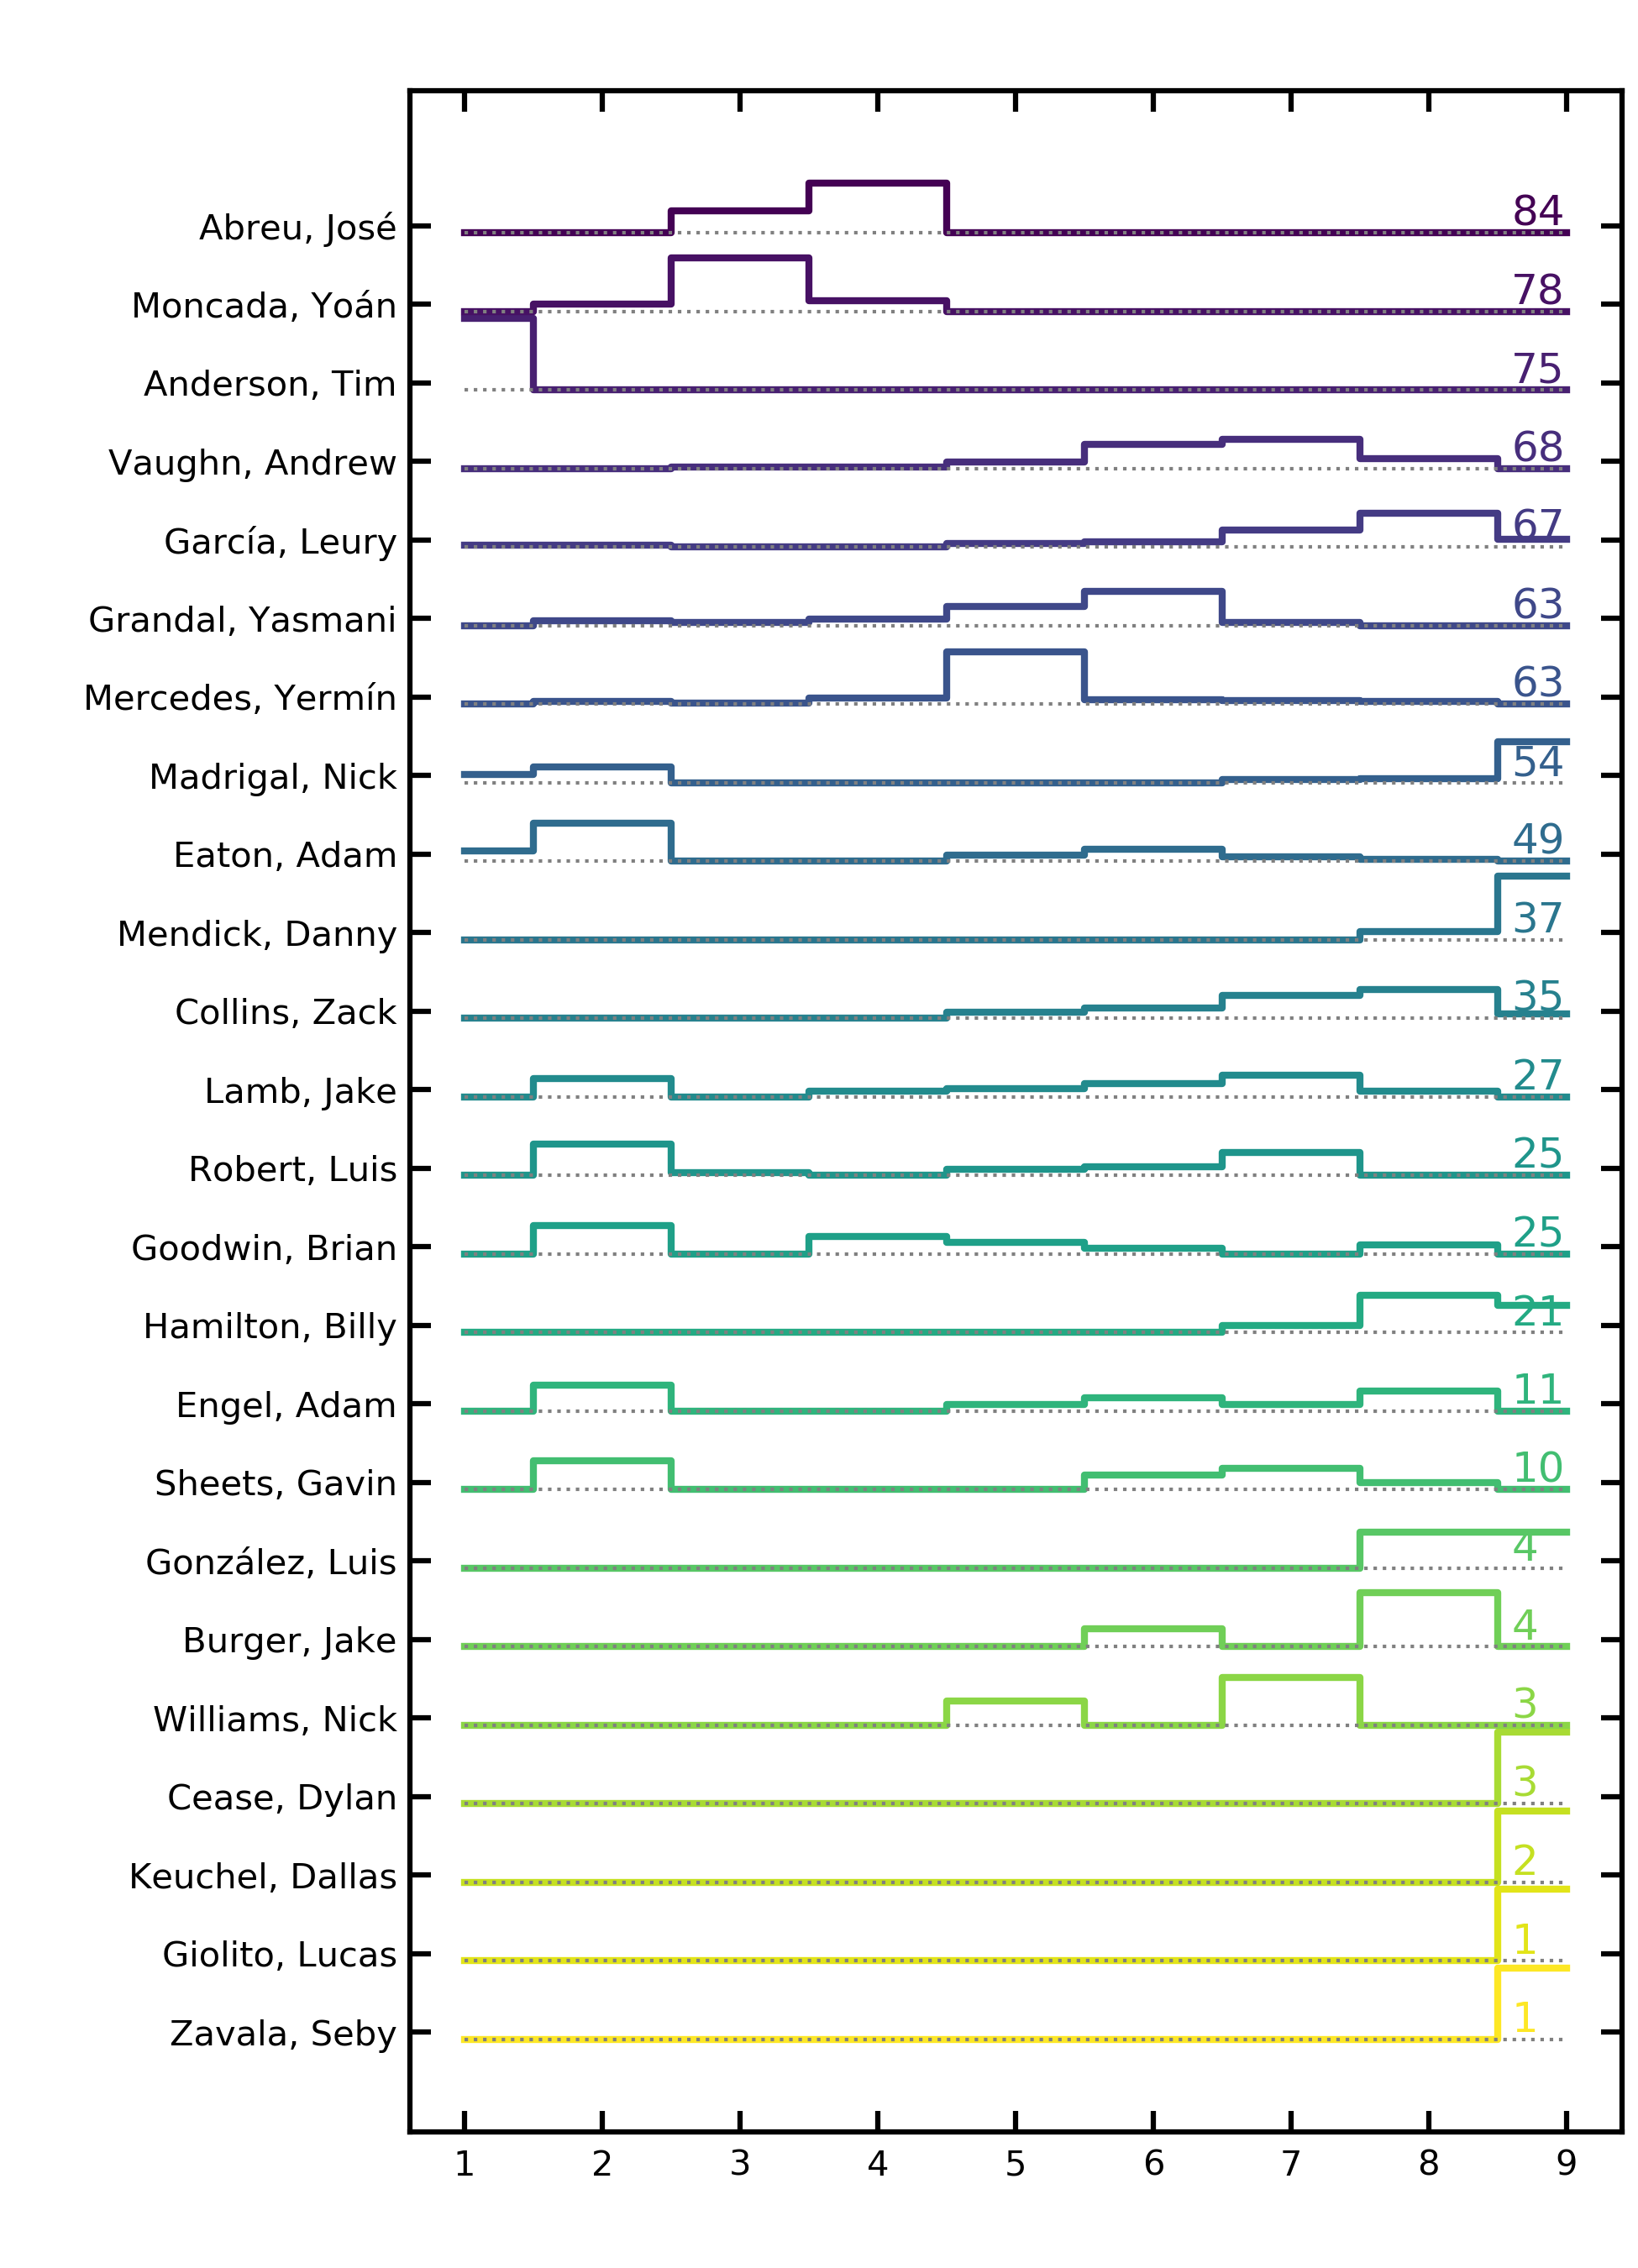 Abreu, José 84
Moncada, Yoán 78
Anderson, Tim 75
Vaughn, Andrew 68
García, Leury 67
Grandal, Yasmani 63
Mercedes, Yermín 63
Madrigal, Nick 54
Eaton, Adam 49
Mendick, Danny 37
Collins, Zack 35
Lamb, Jake 27
Robert, Luis 25
Goodwin, Brian 25
Hamilton, Billy 21
Engel, Adam 11
Sheets, Gavin 10
González, Luis 4
Burger, Jake 4
Williams, Nick 3
Cease, Dylan 3
Keuchel, Dallas 2
Giolito, Lucas 1
Zavala, Seby 1
1 2 3 4 5 6 7 8 9